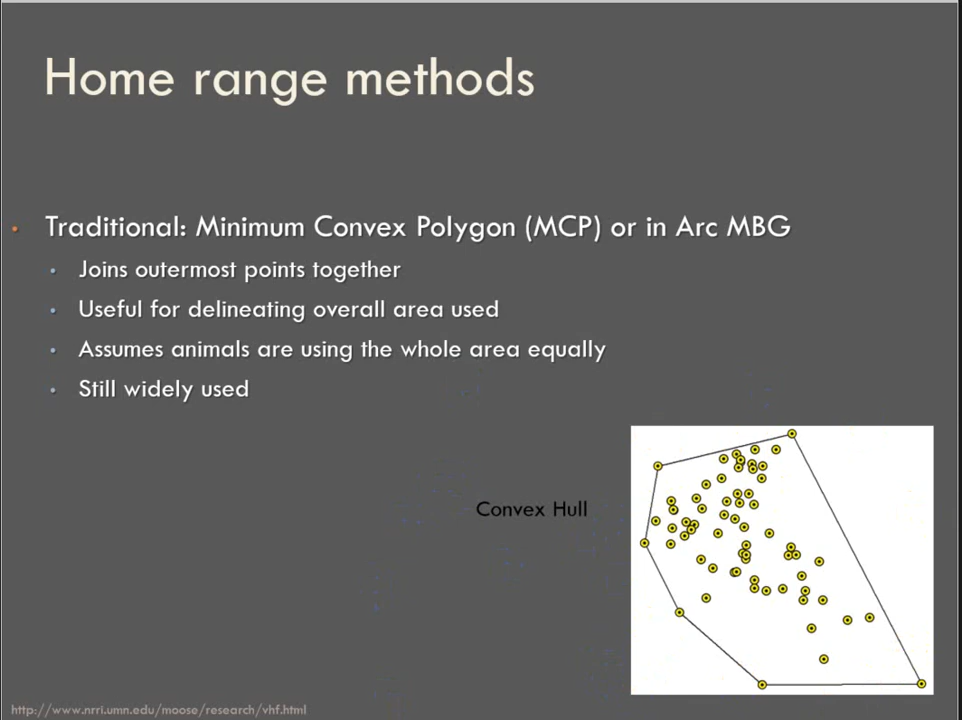 Home range methods
• Traditional: Minimum Convex Polygon (MCP) or in Arc MBG
• Joins outermost points together
• Useful for delineating overall area used
• Assumes animals are using the whole area equally
• Still widely used
Convex Hull
http://www.nrri.umn.edu/moose/research/vhf.html